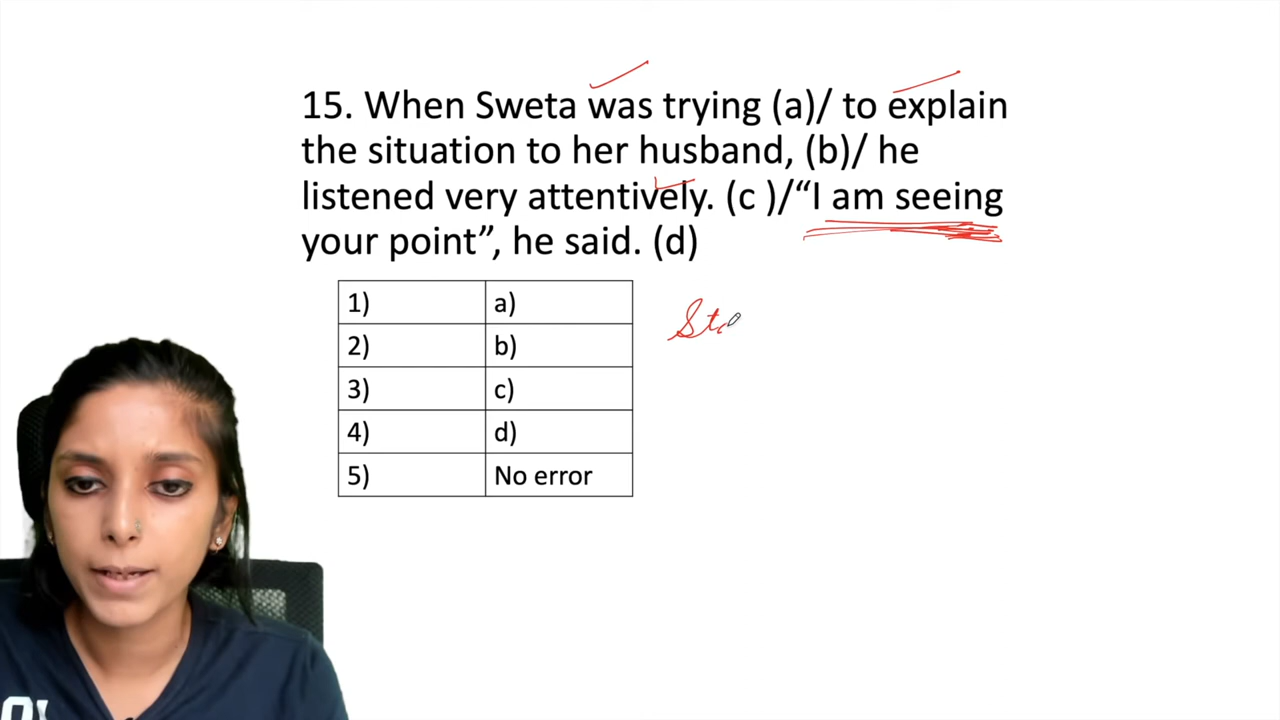 15. When Sweta was trying (a)/ to explain
the situation to her husband, (b)/ he
listened very attentively. (c )/“I am seeing
your point”, he said. (d)
1) a)
2) b)
3) c)
4) d)
5) No error